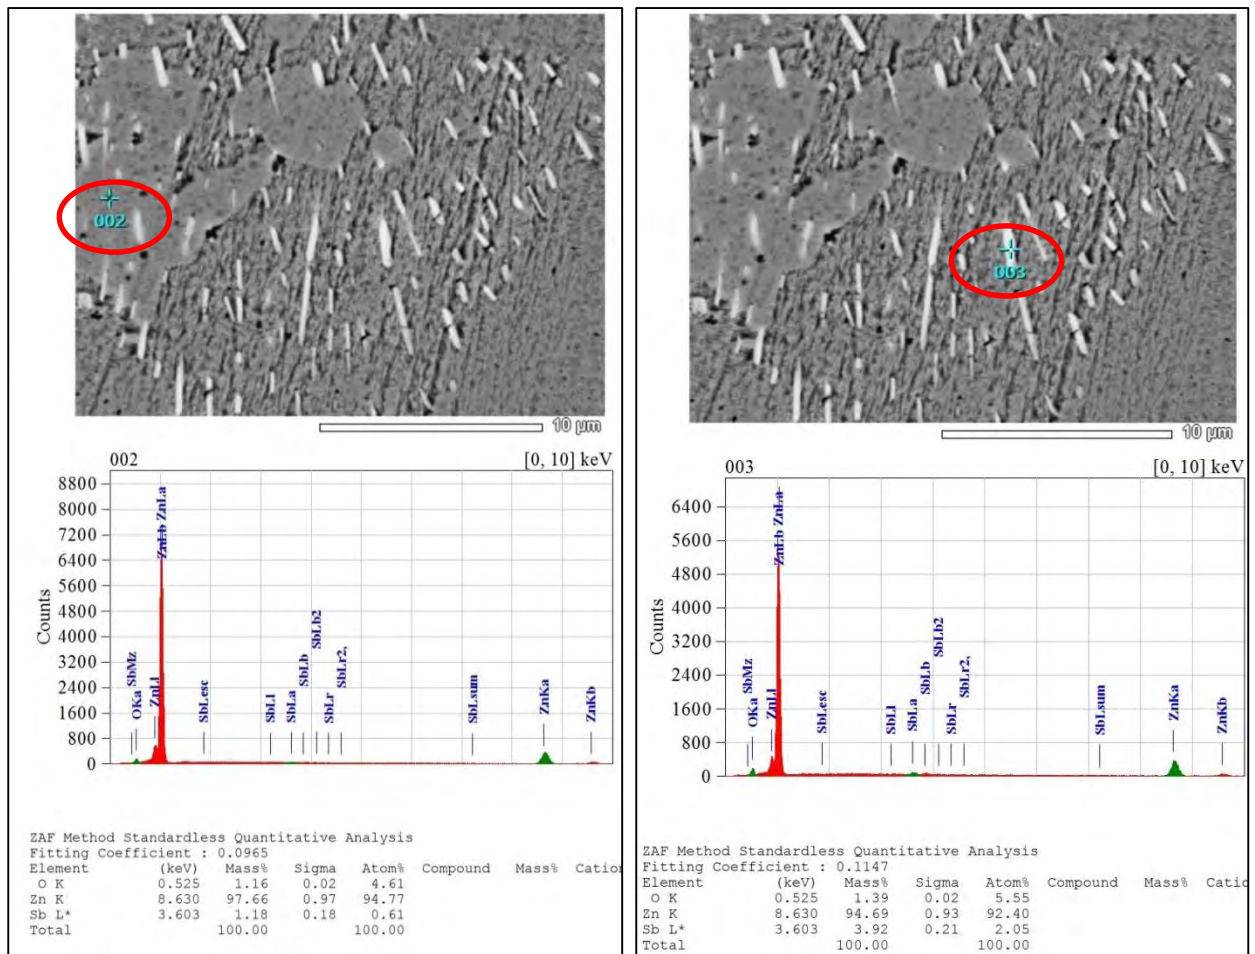 002
10 µm
002 [0, 10] keV
8800
8000
7200
6400
5600
4800
4000
3200
2400
1600
800
0
Counts
SbMz
OKa
ZnLl
ZnLb ZnLa
SbLesc
SbLl
SbLa
SbLb
SbLb2
SbLr
SbLr2,
SbLsum
ZnKa
ZnKb
ZAF Method Standardless Quantitative Analysis
Fitting Coefficient : 0.0965
Element (keV) Mass% Sigma Atom% Compound Mass% Cation
O K 0.525 1.16 0.02 4.61
Zn K 8.630 97.66 0.97 94.77
Sb L* 3.603 1.18 0.18 0.61
Total 100.00 100.00
003
10 µm
003 [0, 10] keV
6400
5600
4800
4000
3200
2400
1600
800
0
Counts
SbMz
OKa
ZnLl
ZnLb ZnLa
SbLesc
SbLl
SbLa
SbLb
SbLb2
SbLr
SbLr2,
SbLsum
ZnKa
ZnKb
ZAF Method Standardless Quantitative Analysis
Fitting Coefficient : 0.1147
Element (keV) Mass% Sigma Atom% Compound Mass% Catic
O K 0.525 1.39 0.02 5.55
Zn K 8.630 94.69 0.93 92.40
Sb L* 3.603 3.92 0.21 2.05
Total 100.00 100.00